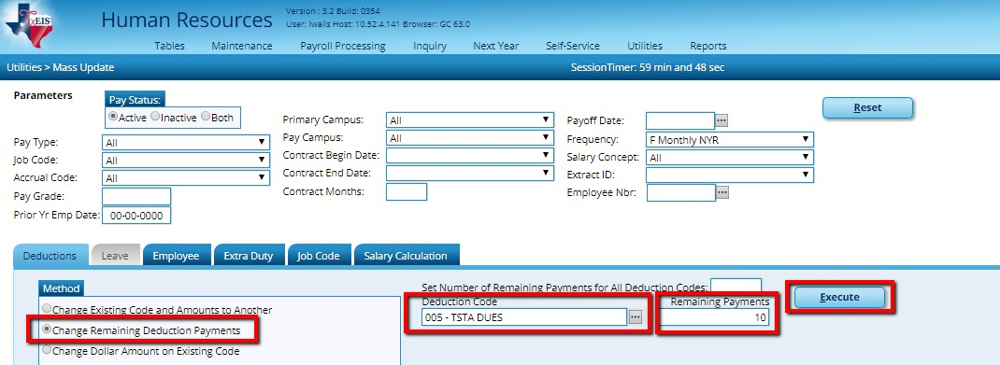 TxEIS
Human Resources
Version : 3.2 Build: 0354
User: lwalls Host: 10.52.4.141 Browser: GC 63.0
Tables Maintenance Payroll Processing Inquiry Next Year Self-Service Utilities Reports
Utilities > Mass Update SessionTimer: 59 min and 48 sec
Parameters Pay Status:
Active Inactive Both
Primary Campus: All Payoff Date: ... Reset
Pay Type: All Pay Campus: All Frequency: F Monthly NYR
Job Code: All Contract Begin Date: Salary Concept: All
Accrual Code: All Contract End Date: Extract ID:
Pay Grade: Contract Months: Employee Nbr: ...
Prior Yr Emp Date: 00-00-0000
Deductions Leave Employee Extra Duty Job Code Salary Calculation
Method
Set Number of Remaining Payments for All Deduction Codes:
Deduction Code Remaining Payments Execute
Change Existing Code and Amounts to Another
005 - TSTA DUES ... 10
Change Remaining Deduction Payments
Change Dollar Amount on Existing Code